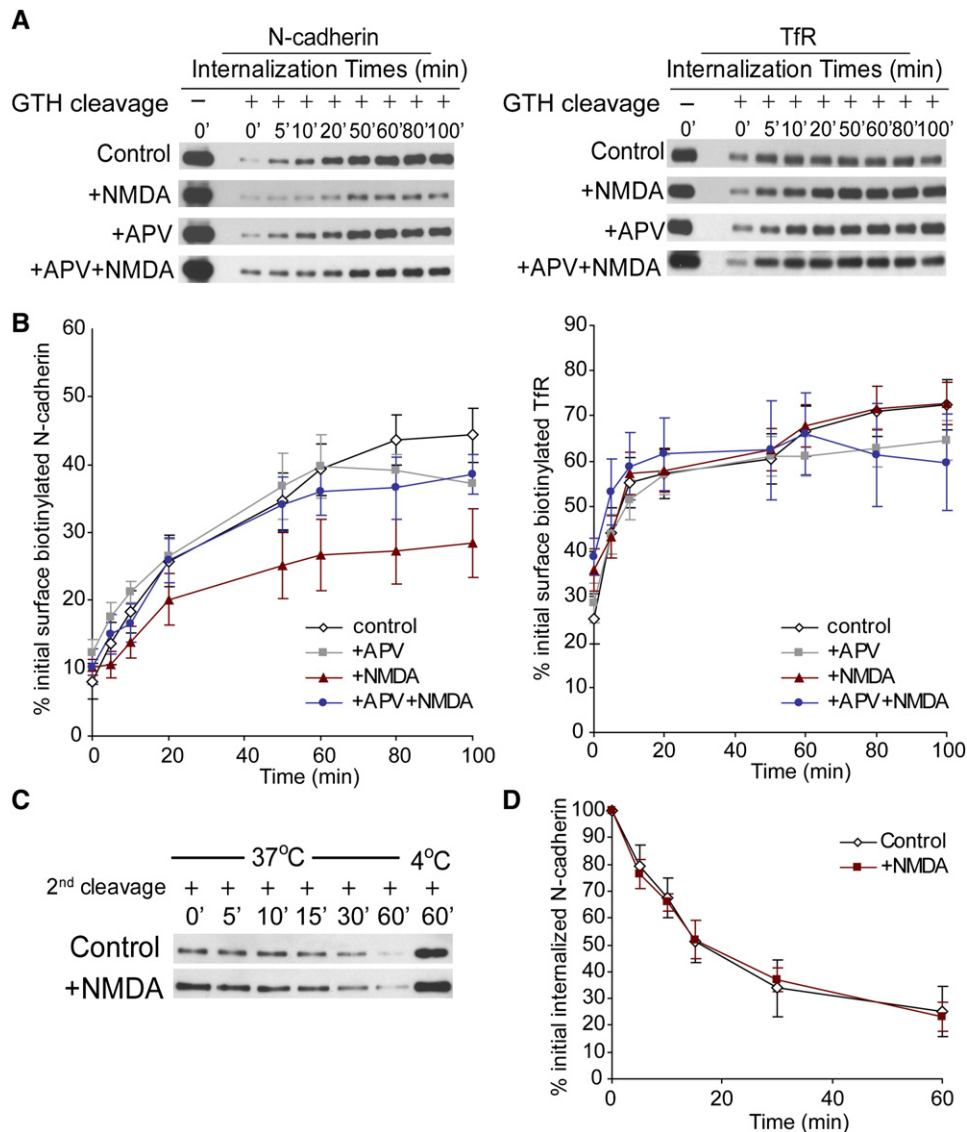 A
N-cadherin
Internalization Times (min)
GTH cleavage − + + + + + + + +
0' 0' 5' 10' 20' 50' 60' 80' 100'
Control
+NMDA
+APV
+APV+NMDA
TfR
Internalization Times (min)
GTH cleavage − + + + + + + + +
0' 0' 5' 10' 20' 50' 60' 80' 100'
Control
+NMDA
+APV
+APV+NMDA
B
% initial surface biotinylated N-cadherin
60
50
40
30
20
10
0
0 20 40 60 80 100
Time (min)
control
+APV
+NMDA
+APV+NMDA
% initial surface biotinylated TfR
90
80
70
60
50
40
30
20
10
0
0 20 40 60 80 100
Time (min)
control
+APV
+NMDA
+APV+NMDA
C
37°C 4°C
2nd cleavage + + + + + + +
0' 5' 10' 15' 30' 60' 60'
Control
+NMDA
D
% initial internalized N-cadherin
100
90
80
70
60
50
40
30
20
10
0
0 20 40 60
Time (min)
Control
+NMDA